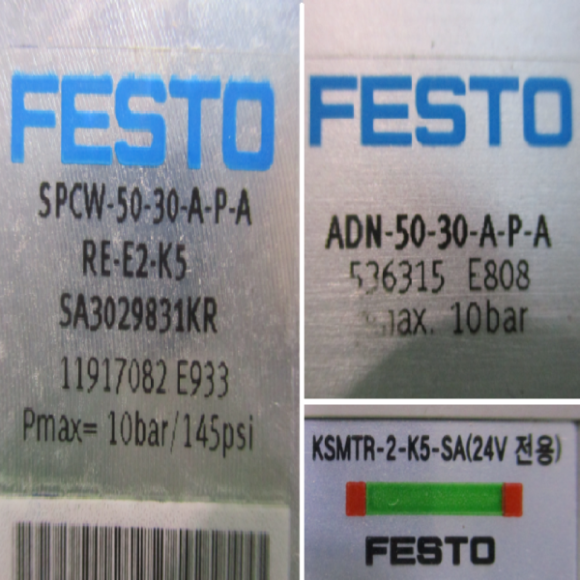 FESTO
SPCW-50-30-A-P-A
RE-E2-K5
SA3029831KR
11917082 E933
Pmax= 10bar/145psi
FESTO
ADN-50-30-A-P-A
536315 E808
max. 10bar
KSMTR-2-K5-SA(24V 전용)
FESTO